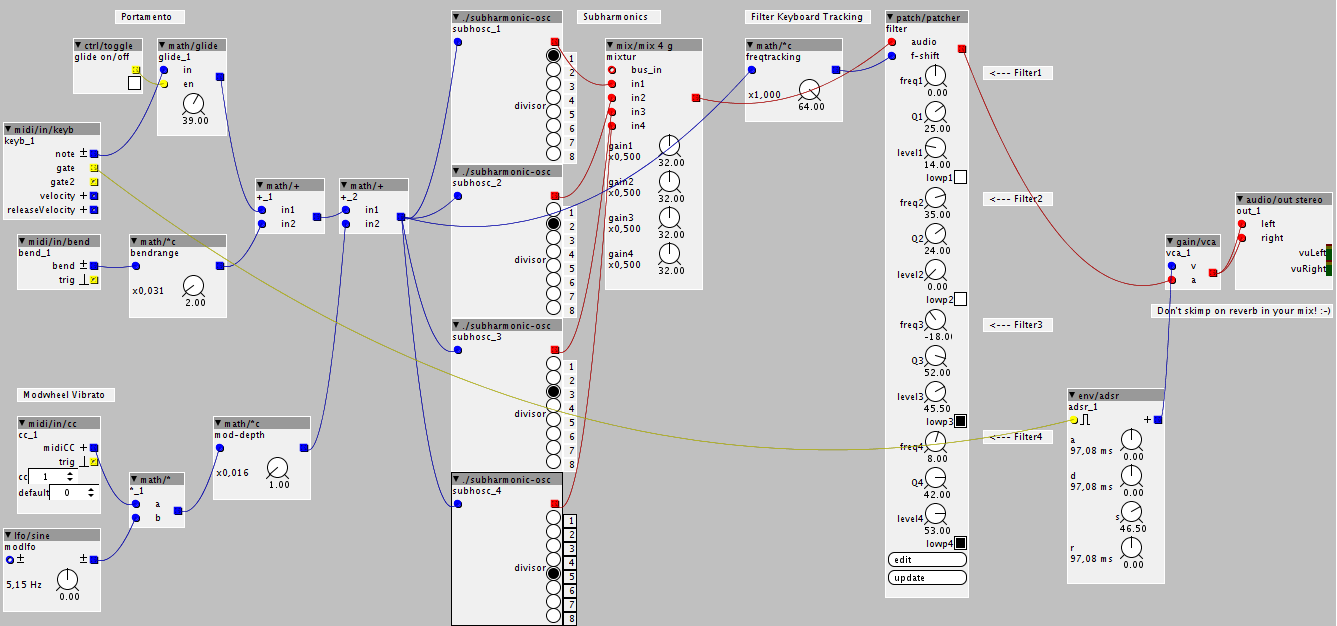 Portamento
▼ ctrl/toggle
glide on/off
▼ math/glide
glide_1
in
en
39.00
▼ midi/in/keyb
keyb_1
note ±
gate
gate2
velocity +
releaseVelocity +
▼ midi/in/bend
bend_1
bend ±
trig
▼ math/*c
bendrange
x0,031
2.00
▼ math/+
+_1
in1
in2
▼ math/+
+_2
in1
in2
Modwheel Vibrato
▼ midi/in/cc
cc_1
midiCC +
trig
cc 1
default 0
▼ lfo/sine
modlfo
± ±
5,15 Hz
0.00
▼ math/*
*_1
a
b
▼ math/*c
mod-depth
x0,016
1.00
▼ ./subharmonic-osc
subhosc_1
divisor
1
2
3
4
5
6
7
8
▼ ./subharmonic-osc
subhosc_2
divisor
1
2
3
4
5
6
7
8
▼ ./subharmonic-osc
subhosc_3
divisor
1
2
3
4
5
6
7
8
▼ ./subharmonic-osc
subhosc_4
divisor
1
2
3
4
5
6
7
8
Subharmonics
▼ mix/mix 4 g
mixtur
bus_in
in1
in2
in3
in4
gain1
x0,500
32.00
gain2
x0,500
32.00
gain3
x0,500
32.00
gain4
x0,500
32.00
Filter Keyboard Tracking
▼ math/*c
freqtracking
x1,000
64.00
▼ patch/patcher
filter
audio
f-shift
freq1
0.00
Q1
25.00
level1
14.00
lowp1
freq2
35.00
Q2
24.00
level2
0.00
lowp2
freq3
-18.00
Q3
52.00
level3
45.50
lowp3
freq4
8.00
Q4
42.00
level4
53.00
lowp4
edit
update
<--- Filter1
<--- Filter2
<--- Filter3
<--- Filter4
▼ env/adsr
adsr_1
+
a
97,08 ms
0.00
d
97,08 ms
0.00
s
46.50
r
97,08 ms
0.00
▼ gain/vca
vca_1
v
a
▼ audio/out stereo
out_1
left
right
vuLeft
vuRight
Don't skimp on reverb in your mix! :-)